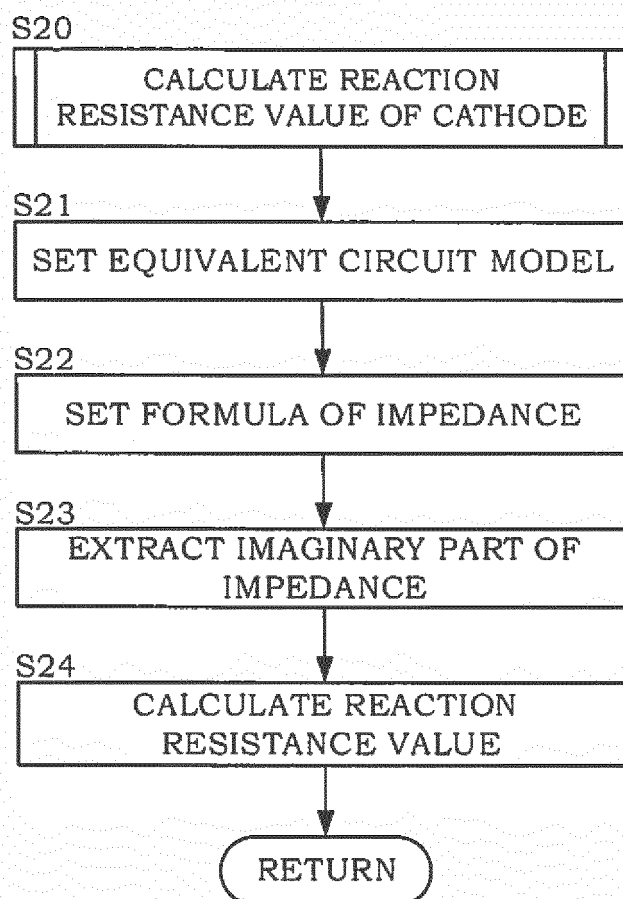 S20
CALCULATE REACTION
RESISTANCE VALUE OF CATHODE
S21
SET EQUIVALENT CIRCUIT MODEL
S22
SET FORMULA OF IMPEDANCE
S23
EXTRACT IMAGINARY PART OF
IMPEDANCE
S24
CALCULATE REACTION
RESISTANCE VALUE
RETURN